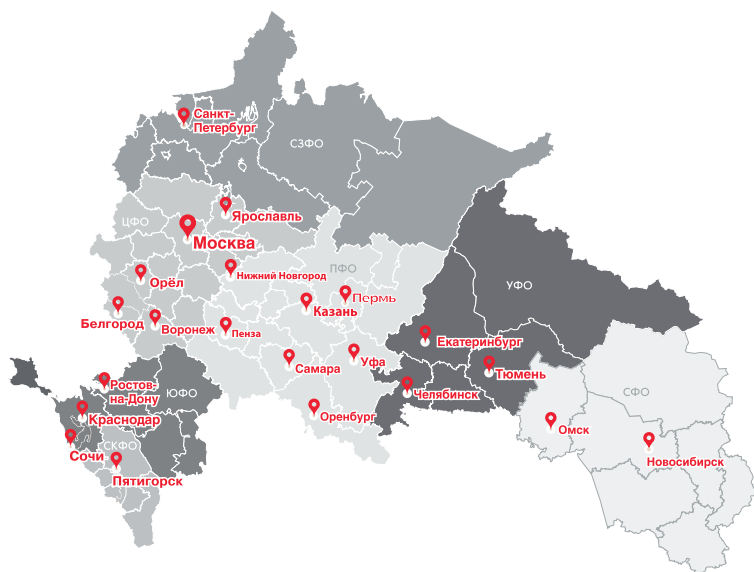 Санкт-
Петербург
СЗФО
ЦФО
Ярославль
Москва
ПФО
Нижний Новгород
Орёл
УФО
Пермь
Казань
Белгород
Воронеж
Пенза
Екатеринбург
Уфа
Самара
Тюмень
Ростов-
на-Дону
ЮФО
Челябинск
СФО
Краснодар
Оренбург
Омск
СКФО
Сочи
Новосибирск
Пятигорск